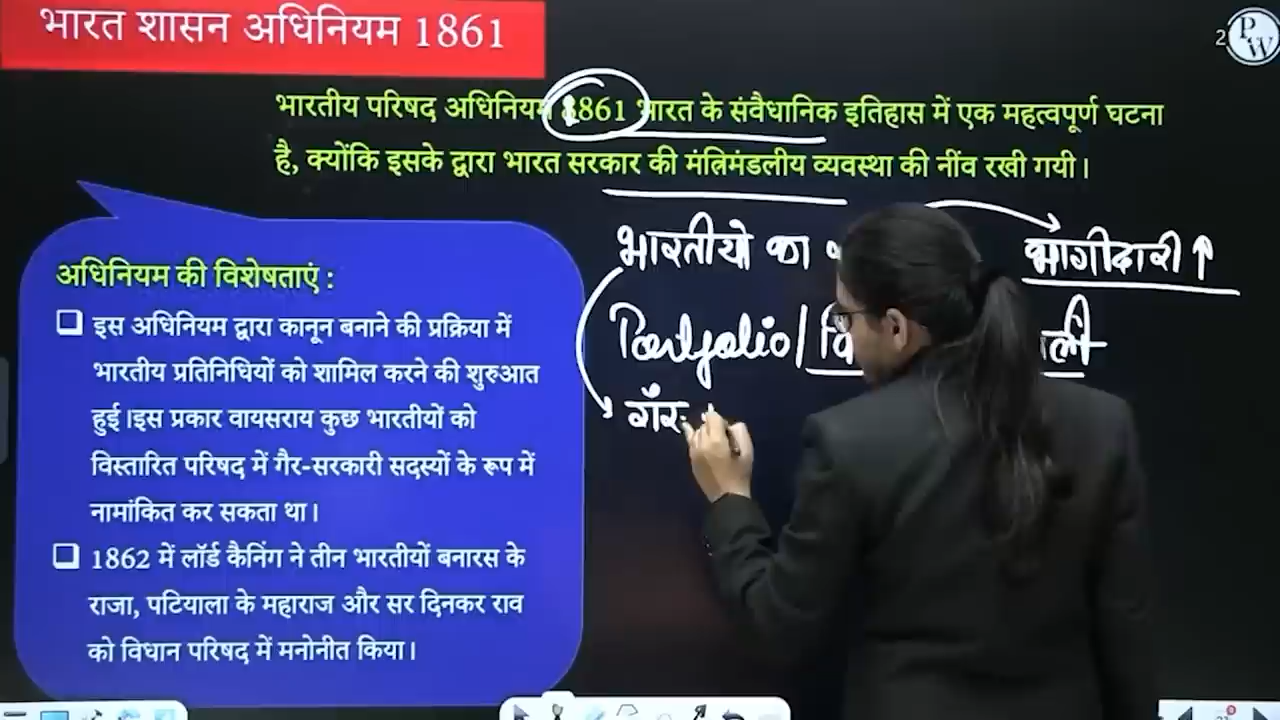 भारत शासन अधिनियम 1861
2
PW
भारतीय परिषद अधिनियम 1861 भारत के संवैधानिक इतिहास में एक महत्वपूर्ण घटना
है, क्योंकि इसके द्वारा भारत सरकार की मंत्रिमंडलीय व्यवस्था की नींव रखी गयी।
भारतीयो का
भागीदारी ↑
Portfolio/
अधिनियम की विशेषताएं :
इस अधिनियम द्वारा कानून बनाने की प्रक्रिया में
भारतीय प्रतिनिधियों को शामिल करने की शुरुआत
हुई।इस प्रकार वायसराय कुछ भारतीयों को
विस्तारित परिषद में गैर-सरकारी सदस्यों के रूप में
नामांकित कर सकता था।
1862 में लॉर्ड कैनिंग ने तीन भारतीयों बनारस के
राजा, पटियाला के महाराज और सर दिनकर राव
को विधान परिषद में मनोनीत किया।